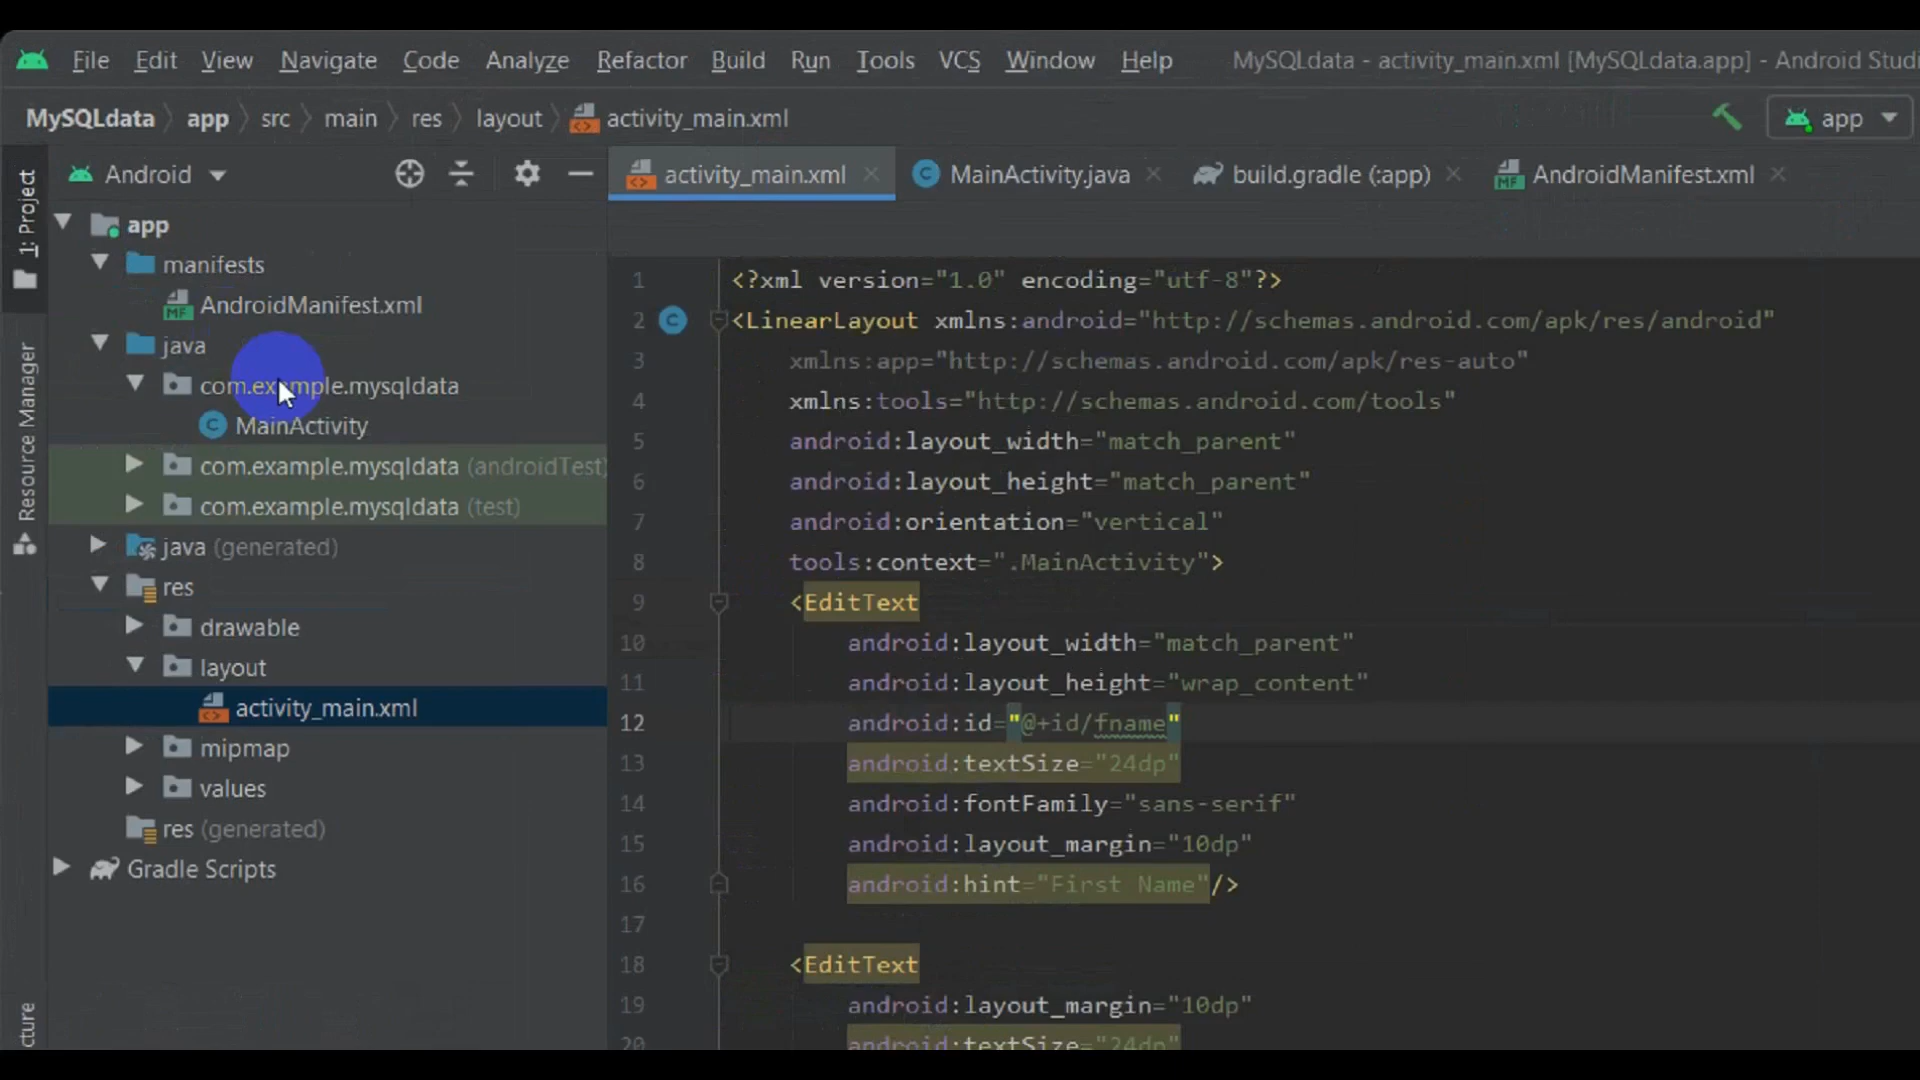 File Edit View Navigate Code Analyze Refactor Build Run Tools VCS Window Help MySQLdata - activity_main.xml [MySQLdata.app] - Android Studi
MySQLdata app src main res layout activity_main.xml app
1: Project
Resource Manager
cture
Android
app
manifests
AndroidManifest.xml
java
com.example.mysqldata
MainActivity
com.example.mysqldata (androidTest)
com.example.mysqldata (test)
java (generated)
res
drawable
layout
activity_main.xml
mipmap
values
res (generated)
Gradle Scripts
activity_main.xml MainActivity.java build.gradle (:app) AndroidManifest.xml
1 <?xml version="1.0" encoding="utf-8"?>
2 <LinearLayout xmlns:android="http://schemas.android.com/apk/res/android"
3 xmlns:app="http://schemas.android.com/apk/res-auto"
4 xmlns:tools="http://schemas.android.com/tools"
5 android:layout_width="match_parent"
6 android:layout_height="match_parent"
7 android:orientation="vertical"
8 tools:context=".MainActivity">
9 <EditText
10 android:layout_width="match_parent"
11 android:layout_height="wrap_content"
12 android:id="@+id/fname"
13 android:textSize="24dp"
14 android:fontFamily="sans-serif"
15 android:layout_margin="10dp"
16 android:hint="First Name"/>
17
18 <EditText
19 android:layout_margin="10dp"
20 android:textSize="24dp"